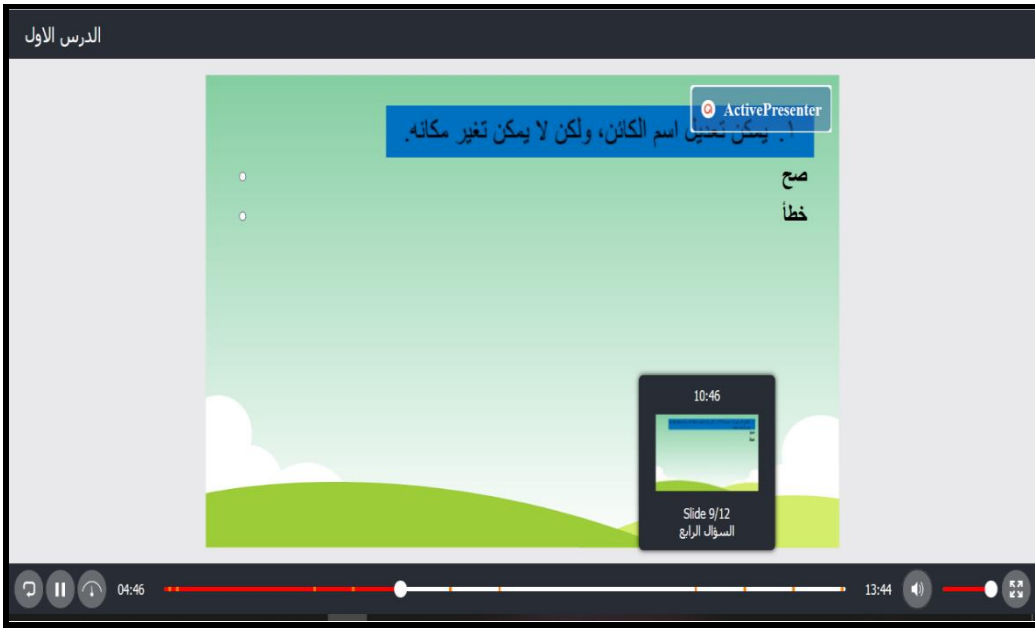 الدرس الاول
ActivePresenter
١. يمكن تعديل اسم الكائن، ولكن لا يمكن تغير مكانه.
صح
خطأ
10:46
Slide 9/12
السؤال الرابع
04:46
13:44